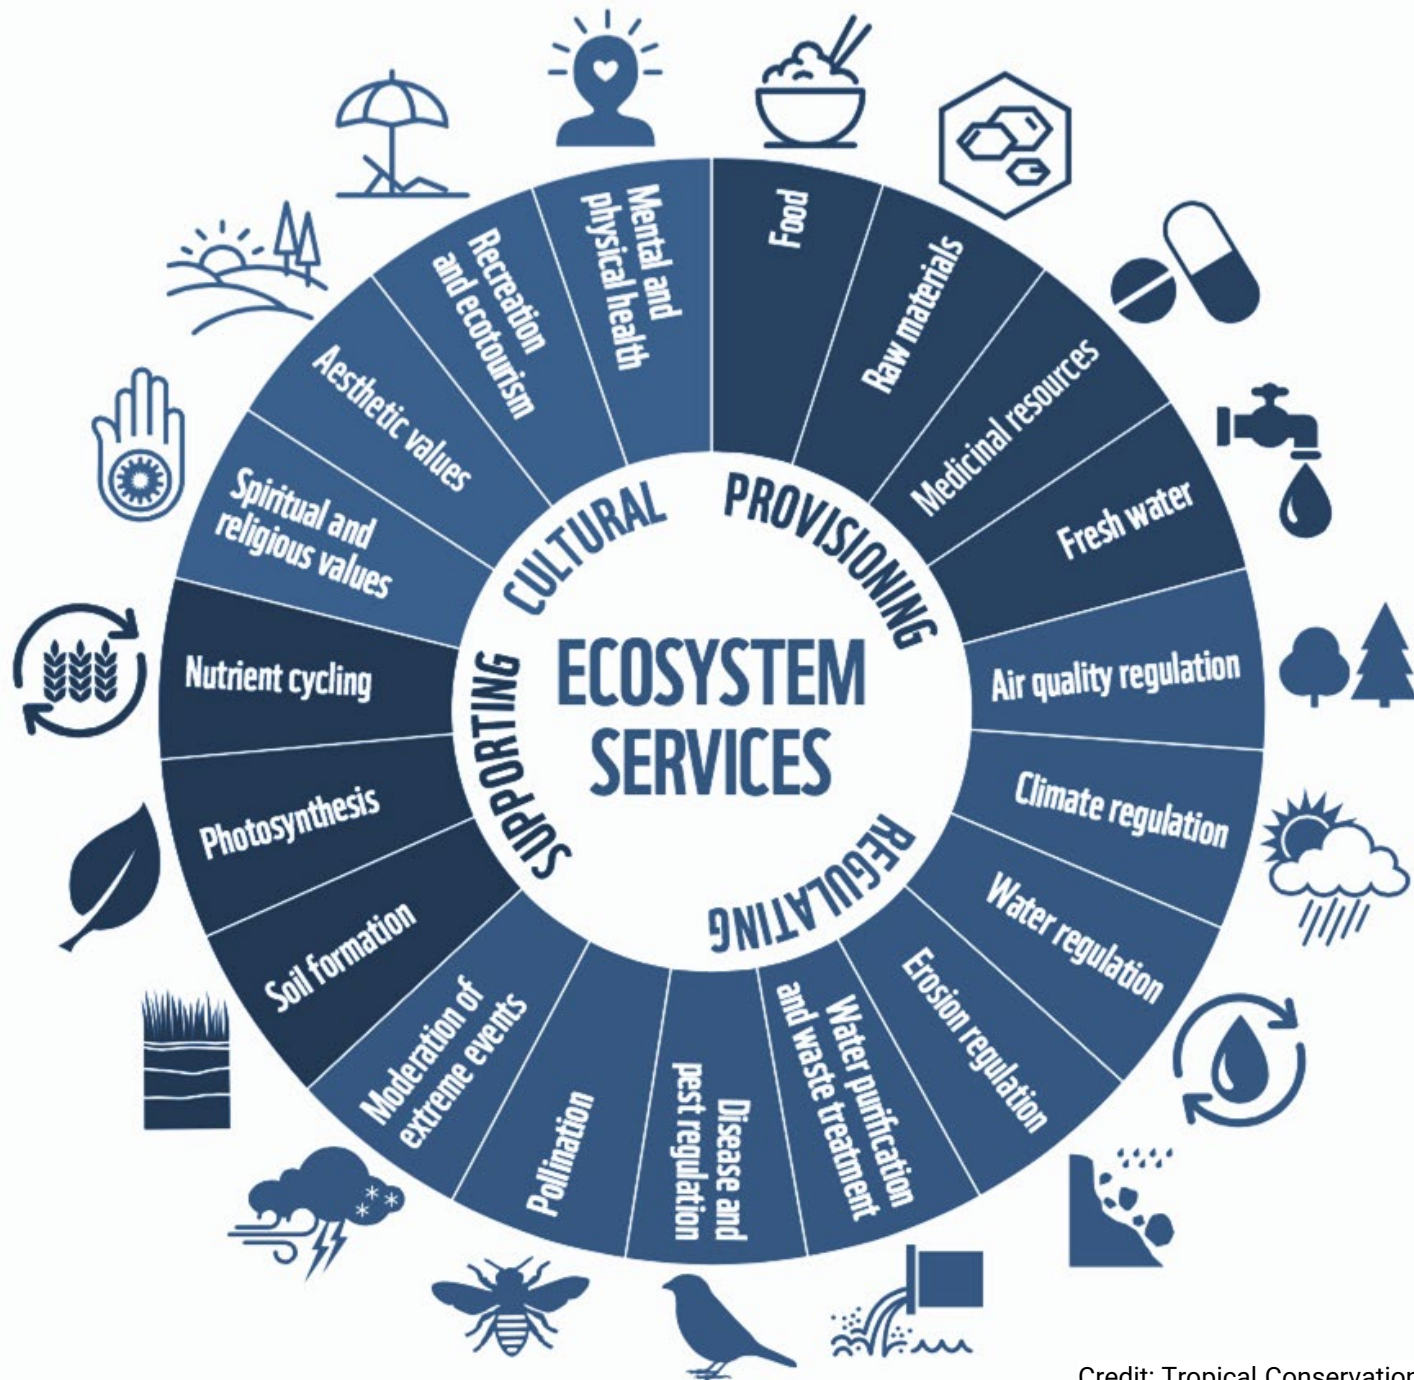 ECOSYSTEM
SERVICES
PROVISIONING
Food
Raw materials
Medicinal resources
Fresh water
REGULATING
Air quality regulation
Climate regulation
Water regulation
Erosion regulation
Water purification
and waste treatment
Disease and
pest regulation
Pollination
Moderation of
extreme events
SUPPORTING
Soil formation
Photosynthesis
Nutrient cycling
CULTURAL
Spiritual and
religious values
Aesthetic values
Recreation
and ecotourism
Mental and
physical health
Credit: Tropical Conservation